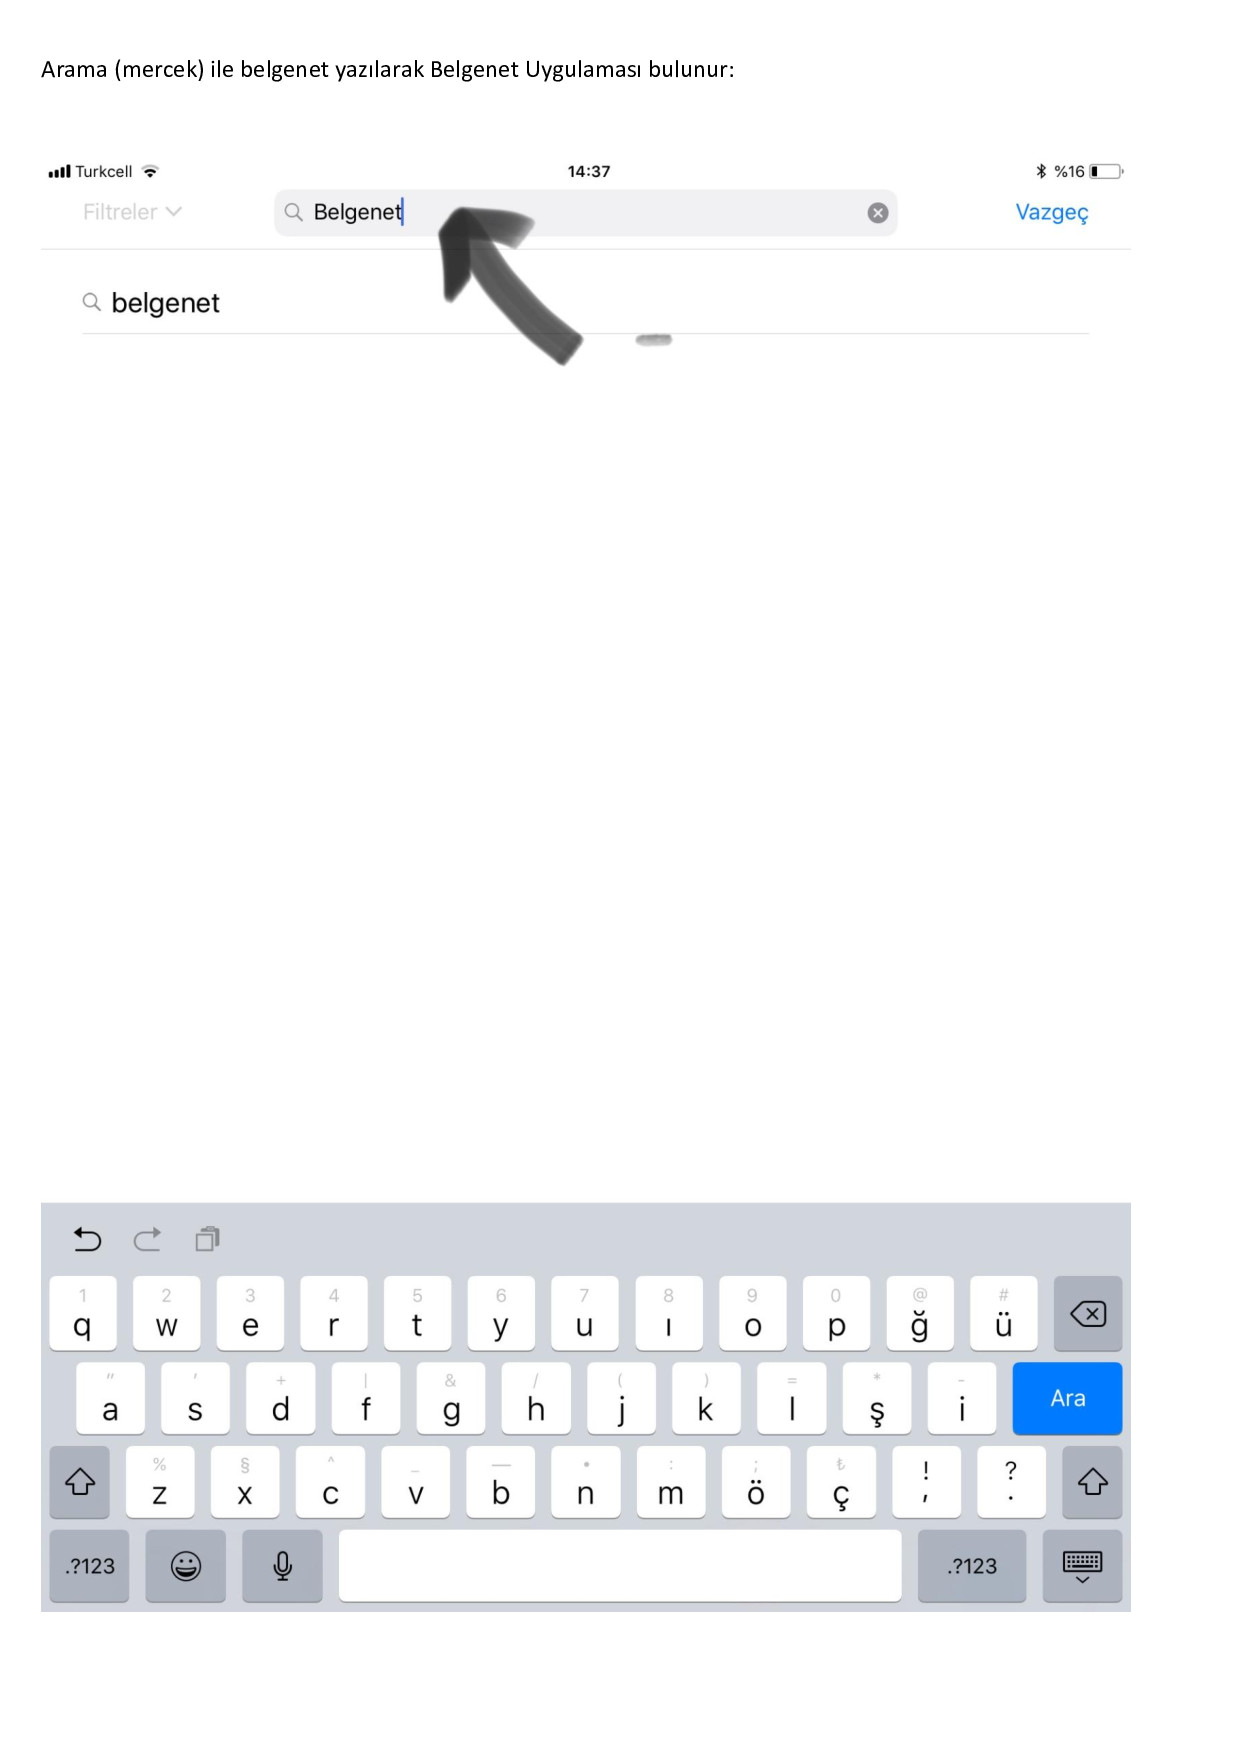 Arama (mercek) ile belgenet yazılarak Belgenet Uygulaması bulunur:
Turkcell 14:37 %16
Filtreler Belgenet Vazgeç
belgenet
1 2 3 4 5 6 7 8 9 0 @ #
q w e r t y u ı o p ğ ü
" ' + | & / ( ) = * -
a s d f g h j k l ş i Ara
% § ^ _ — • : ; ₺ ! ?
z x c v b n m ö ç , .
.?123 .?123